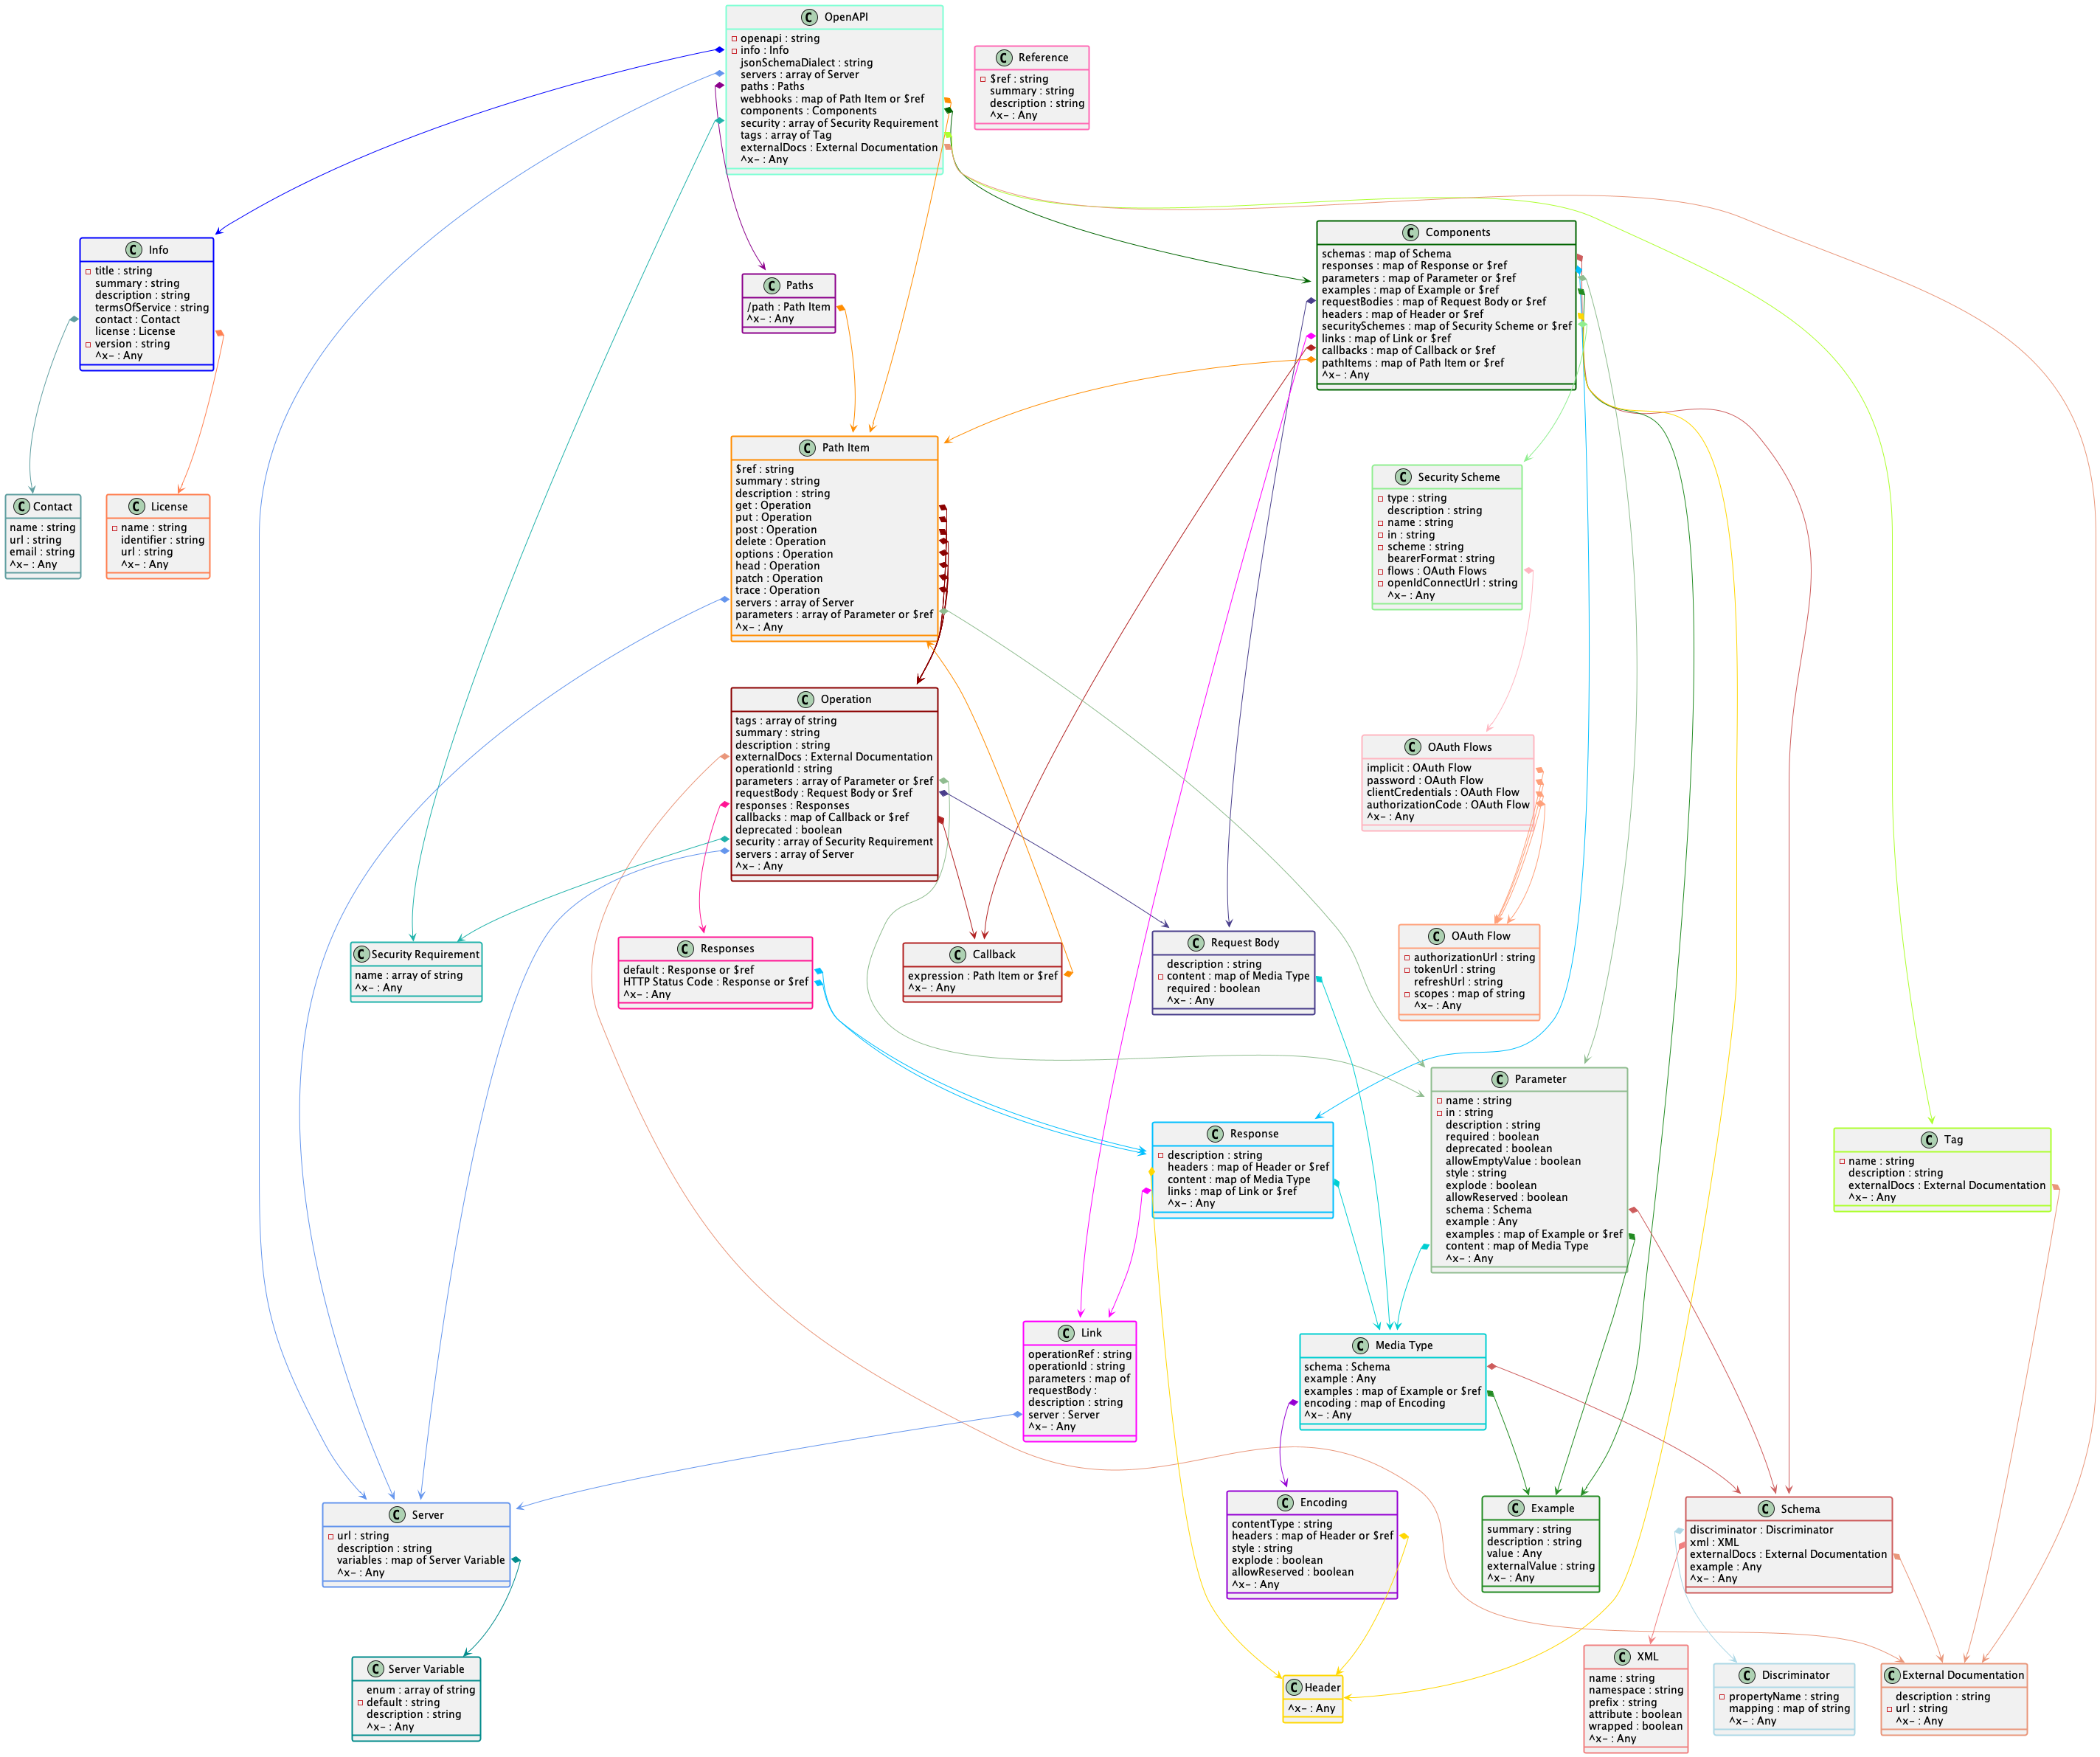 C OpenAPI
openapi : string
info : Info
jsonSchemaDialect : string
servers : array of Server
paths : Paths
webhooks : map of Path Item or $ref
components : Components
security : array of Security Requirement
tags : array of Tag
externalDocs : External Documentation
^x- : Any
C Reference
$ref : string
summary : string
description : string
^x- : Any
C Info
title : string
summary : string
description : string
termsOfService : string
contact : Contact
license : License
version : string
^x- : Any
C Paths
/path : Path Item
^x- : Any
C Components
schemas : map of Schema
responses : map of Response or $ref
parameters : map of Parameter or $ref
examples : map of Example or $ref
requestBodies : map of Request Body or $ref
headers : map of Header or $ref
securitySchemes : map of Security Scheme or $ref
links : map of Link or $ref
callbacks : map of Callback or $ref
pathItems : map of Path Item or $ref
^x- : Any
C Contact
name : string
url : string
email : string
^x- : Any
C License
name : string
identifier : string
url : string
^x- : Any
C Path Item
$ref : string
summary : string
description : string
get : Operation
put : Operation
post : Operation
delete : Operation
options : Operation
head : Operation
patch : Operation
trace : Operation
servers : array of Server
parameters : array of Parameter or $ref
^x- : Any
C Security Scheme
type : string
description : string
name : string
in : string
scheme : string
bearerFormat : string
flows : OAuth Flows
openIdConnectUrl : string
^x- : Any
C Operation
tags : array of string
summary : string
description : string
externalDocs : External Documentation
operationId : string
parameters : array of Parameter or $ref
requestBody : Request Body or $ref
responses : Responses
callbacks : map of Callback or $ref
deprecated : boolean
security : array of Security Requirement
servers : array of Server
^x- : Any
C OAuth Flows
implicit : OAuth Flow
password : OAuth Flow
clientCredentials : OAuth Flow
authorizationCode : OAuth Flow
^x- : Any
C Security Requirement
name : array of string
^x- : Any
C Responses
default : Response or $ref
HTTP Status Code : Response or $ref
^x- : Any
C Callback
expression : Path Item or $ref
^x- : Any
C Request Body
description : string
content : map of Media Type
required : boolean
^x- : Any
C OAuth Flow
authorizationUrl : string
tokenUrl : string
refreshUrl : string
scopes : map of string
^x- : Any
C Response
description : string
headers : map of Header or $ref
content : map of Media Type
links : map of Link or $ref
^x- : Any
C Parameter
name : string
in : string
description : string
required : boolean
deprecated : boolean
allowEmptyValue : boolean
style : string
explode : boolean
allowReserved : boolean
schema : Schema
example : Any
examples : map of Example or $ref
content : map of Media Type
^x- : Any
C Tag
name : string
description : string
externalDocs : External Documentation
^x- : Any
C Link
operationRef : string
operationId : string
parameters : map of
requestBody :
description : string
server : Server
^x- : Any
C Media Type
schema : Schema
example : Any
examples : map of Example or $ref
encoding : map of Encoding
^x- : Any
C Server
url : string
description : string
variables : map of Server Variable
^x- : Any
C Encoding
contentType : string
headers : map of Header or $ref
style : string
explode : boolean
allowReserved : boolean
^x- : Any
C Example
summary : string
description : string
value : Any
externalValue : string
^x- : Any
C Schema
discriminator : Discriminator
xml : XML
externalDocs : External Documentation
example : Any
^x- : Any
C Server Variable
enum : array of string
default : string
description : string
^x- : Any
C Header
^x- : Any
C XML
name : string
namespace : string
prefix : string
attribute : boolean
wrapped : boolean
^x- : Any
C Discriminator
propertyName : string
mapping : map of string
^x- : Any
C External Documentation
description : string
url : string
^x- : Any